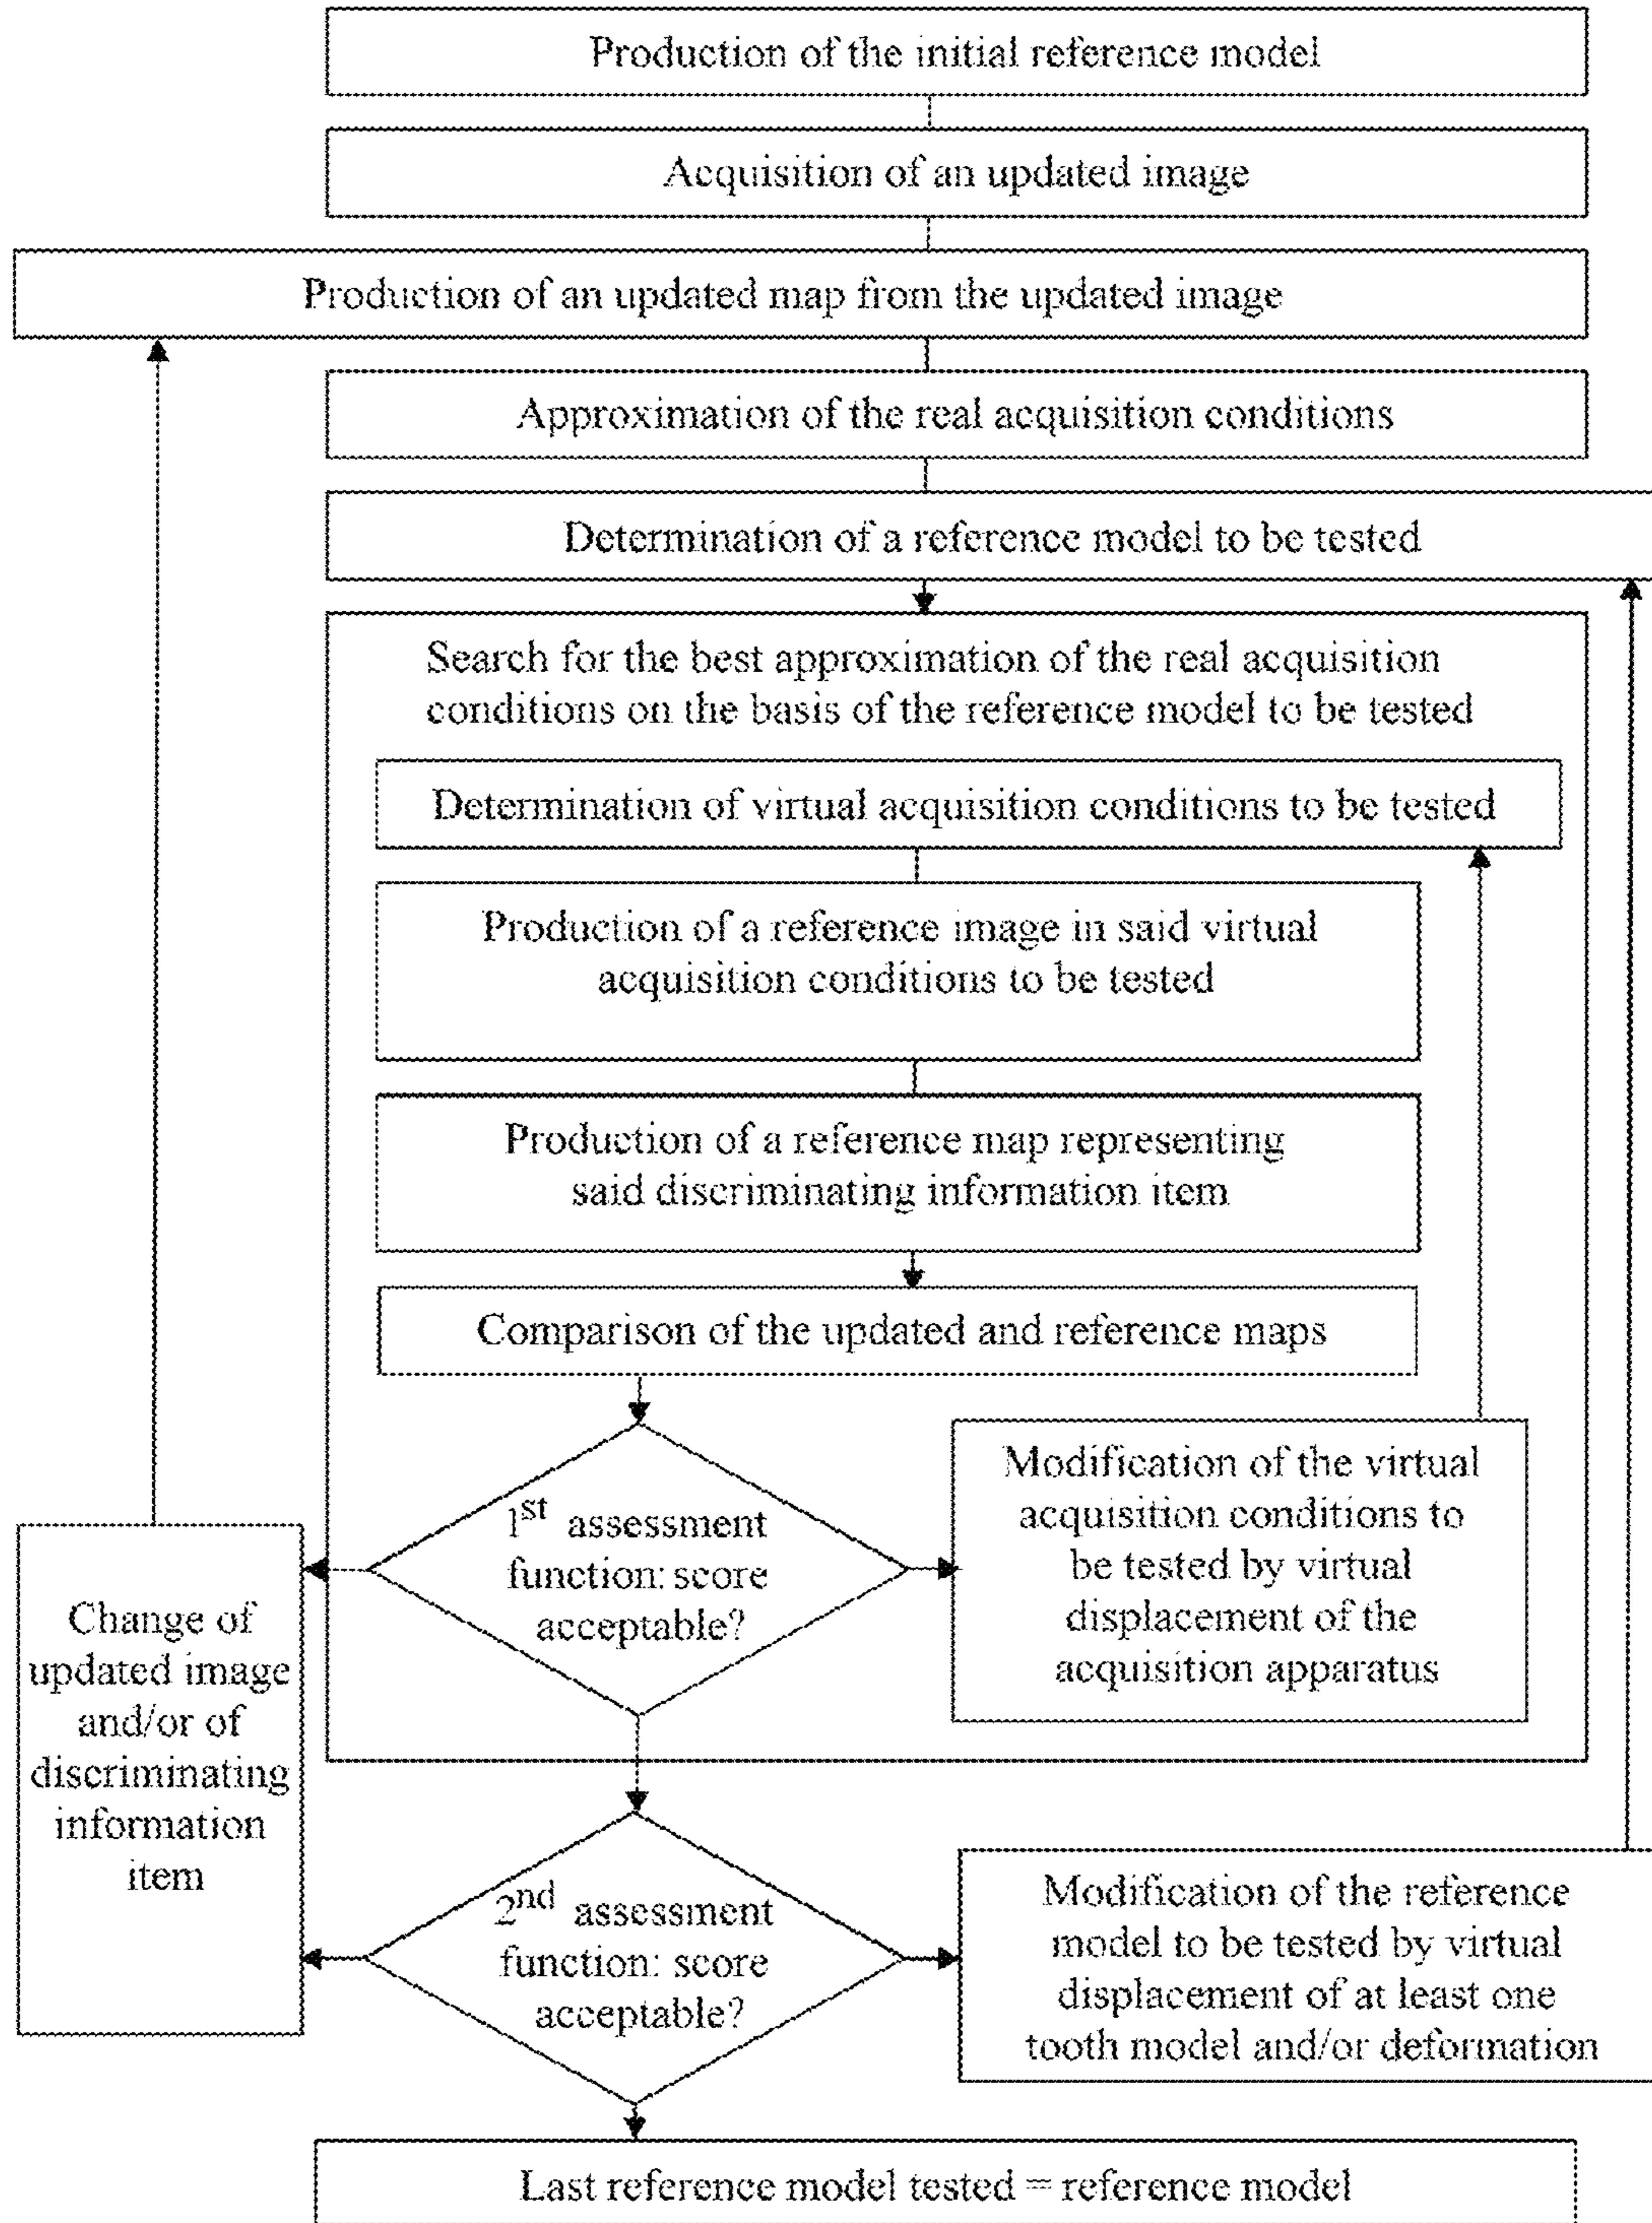 Production of the initial reference model
Acquisition of an updated image
Production of an updated map from the updated image
Approximation of the real acquisition conditions
Determination of a reference model to be tested
Search for the best approximation of the real acquisition
conditions on the basis of the reference model to be tested
Determination of virtual acquisition conditions to be tested
Production of a reference image in said virtual
acquisition conditions to be tested
Production of a reference map representing
said discriminating information item
Comparison of the updated and reference maps
1st assessment
function: score
acceptable?
Modification of the virtual
acquisition conditions to
be tested by virtual
displacement of the
acquisition apparatus
Change of
updated image
and/or of
discriminating
information
item
2nd assessment
function: score
acceptable?
Modification of the reference
model to be tested by virtual
displacement of at least one
tooth model and/or deformation
Last reference model tested = reference model